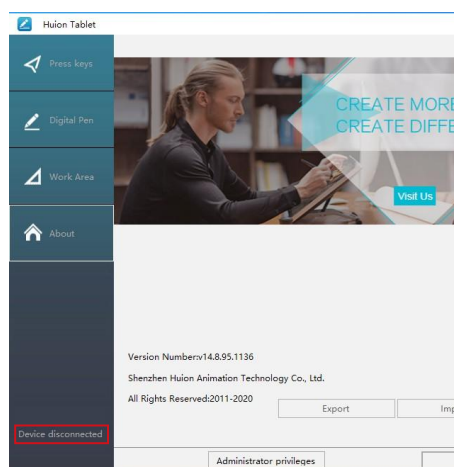 Huion Tablet
Press keys
Digital Pen
Work Area
About
CREATE MORE
CREATE DIFFE
Visit Us
Version Number:v14.8.95.1136
Shenzhen Huion Animation Technology Co., Ltd.
All Rights Reserved:2011-2020
Export
Imp
Device disconnected
Administrator privileges